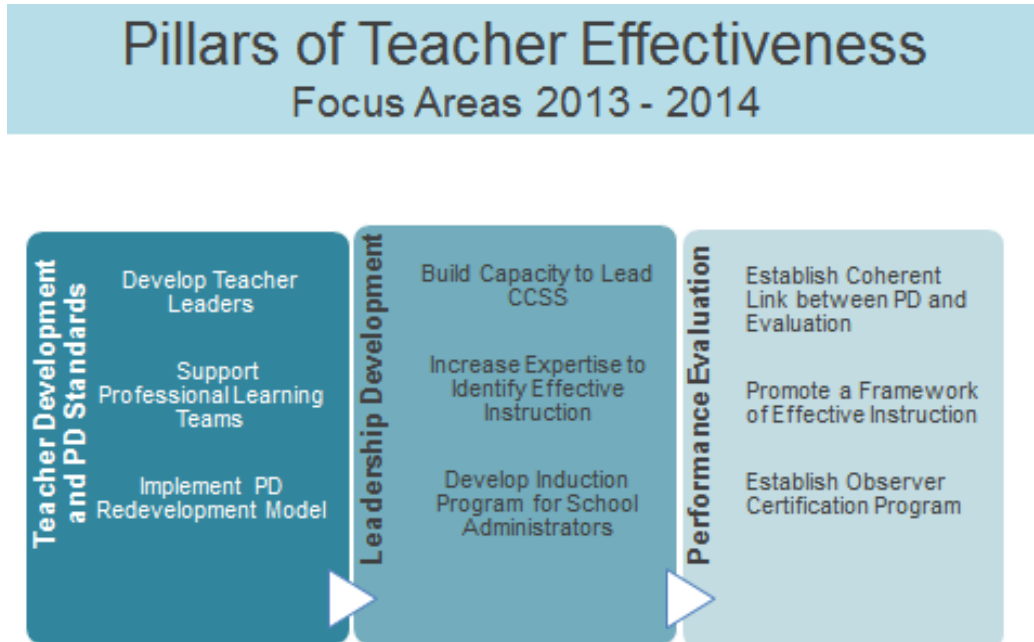 Pillars of Teacher Effectiveness
Focus Areas 2013 - 2014
Teacher Development
and PD Standards
Develop Teacher
Leaders
Support
Professional Learning
Teams
Implement PD
Redevelopment Model
Leadership Development
Build Capacity to Lead
CCSS
Increase Expertise to
Identify Effective
Instruction
Develop Induction
Program for School
Administrators
Performance Evaluation
Establish Coherent
Link between PD and
Evaluation
Promote a Framework
of Effective Instruction
Establish Observer
Certification Program